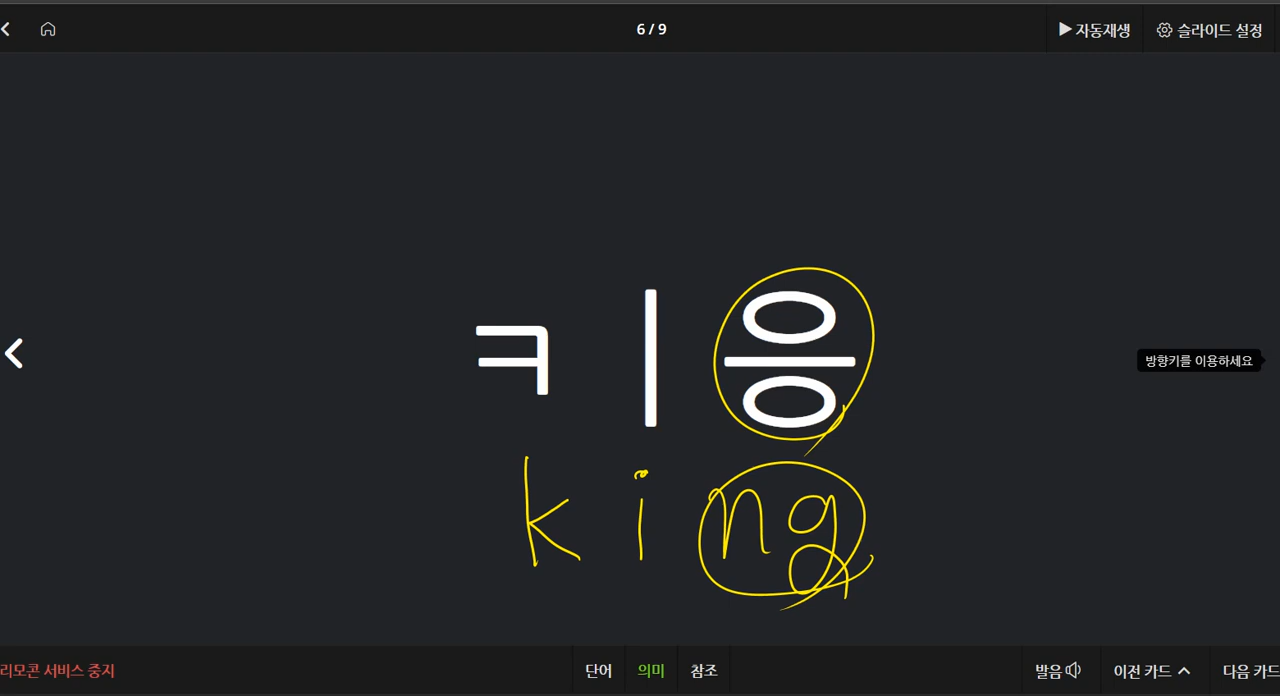 6 / 9
자동재생
슬라이드 설정
ㅋ ㅣ 응
방향키를 이용하세요
k i ng
리모콘 서비스 중지
단어
의미
참조
발음
이전 카드
다음 카드